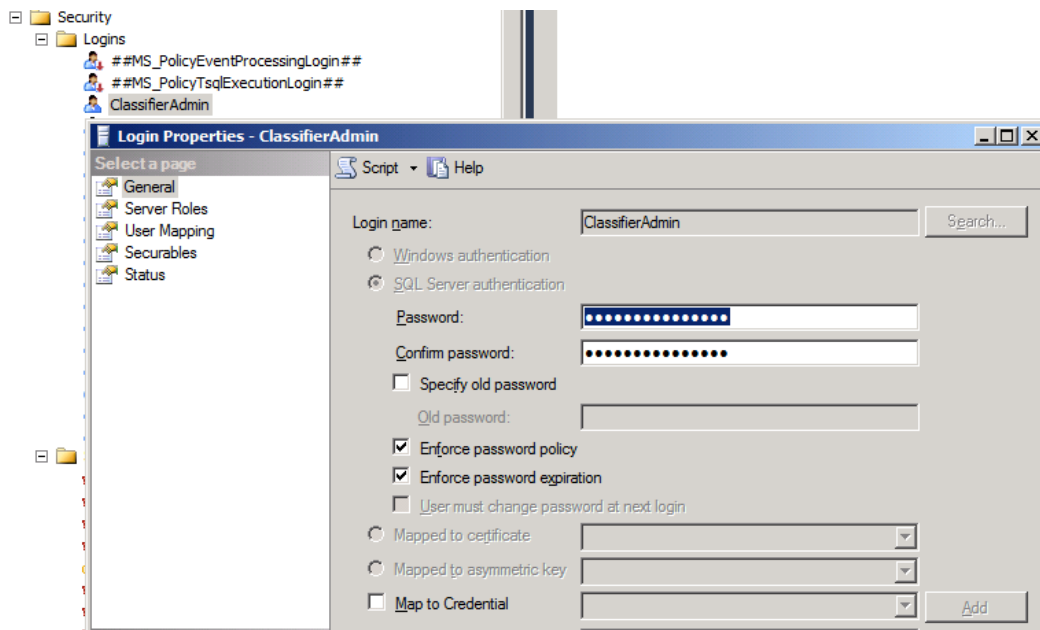 Security
Logins
##MS_PolicyEventProcessingLogin##
##MS_PolicyTsqlExecutionLogin##
ClassifierAdmin
Login Properties - ClassifierAdmin
Select a page
General
Server Roles
User Mapping
Securables
Status
Script Help
Login name: ClassifierAdmin Search...
Windows authentication
SQL Server authentication
Password: ●●●●●●●●●●●●●●●
Confirm password: ●●●●●●●●●●●●●●●
Specify old password
Old password:
Enforce password policy
Enforce password expiration
User must change password at next login
Mapped to certificate
Mapped to asymmetric key
Map to Credential Add